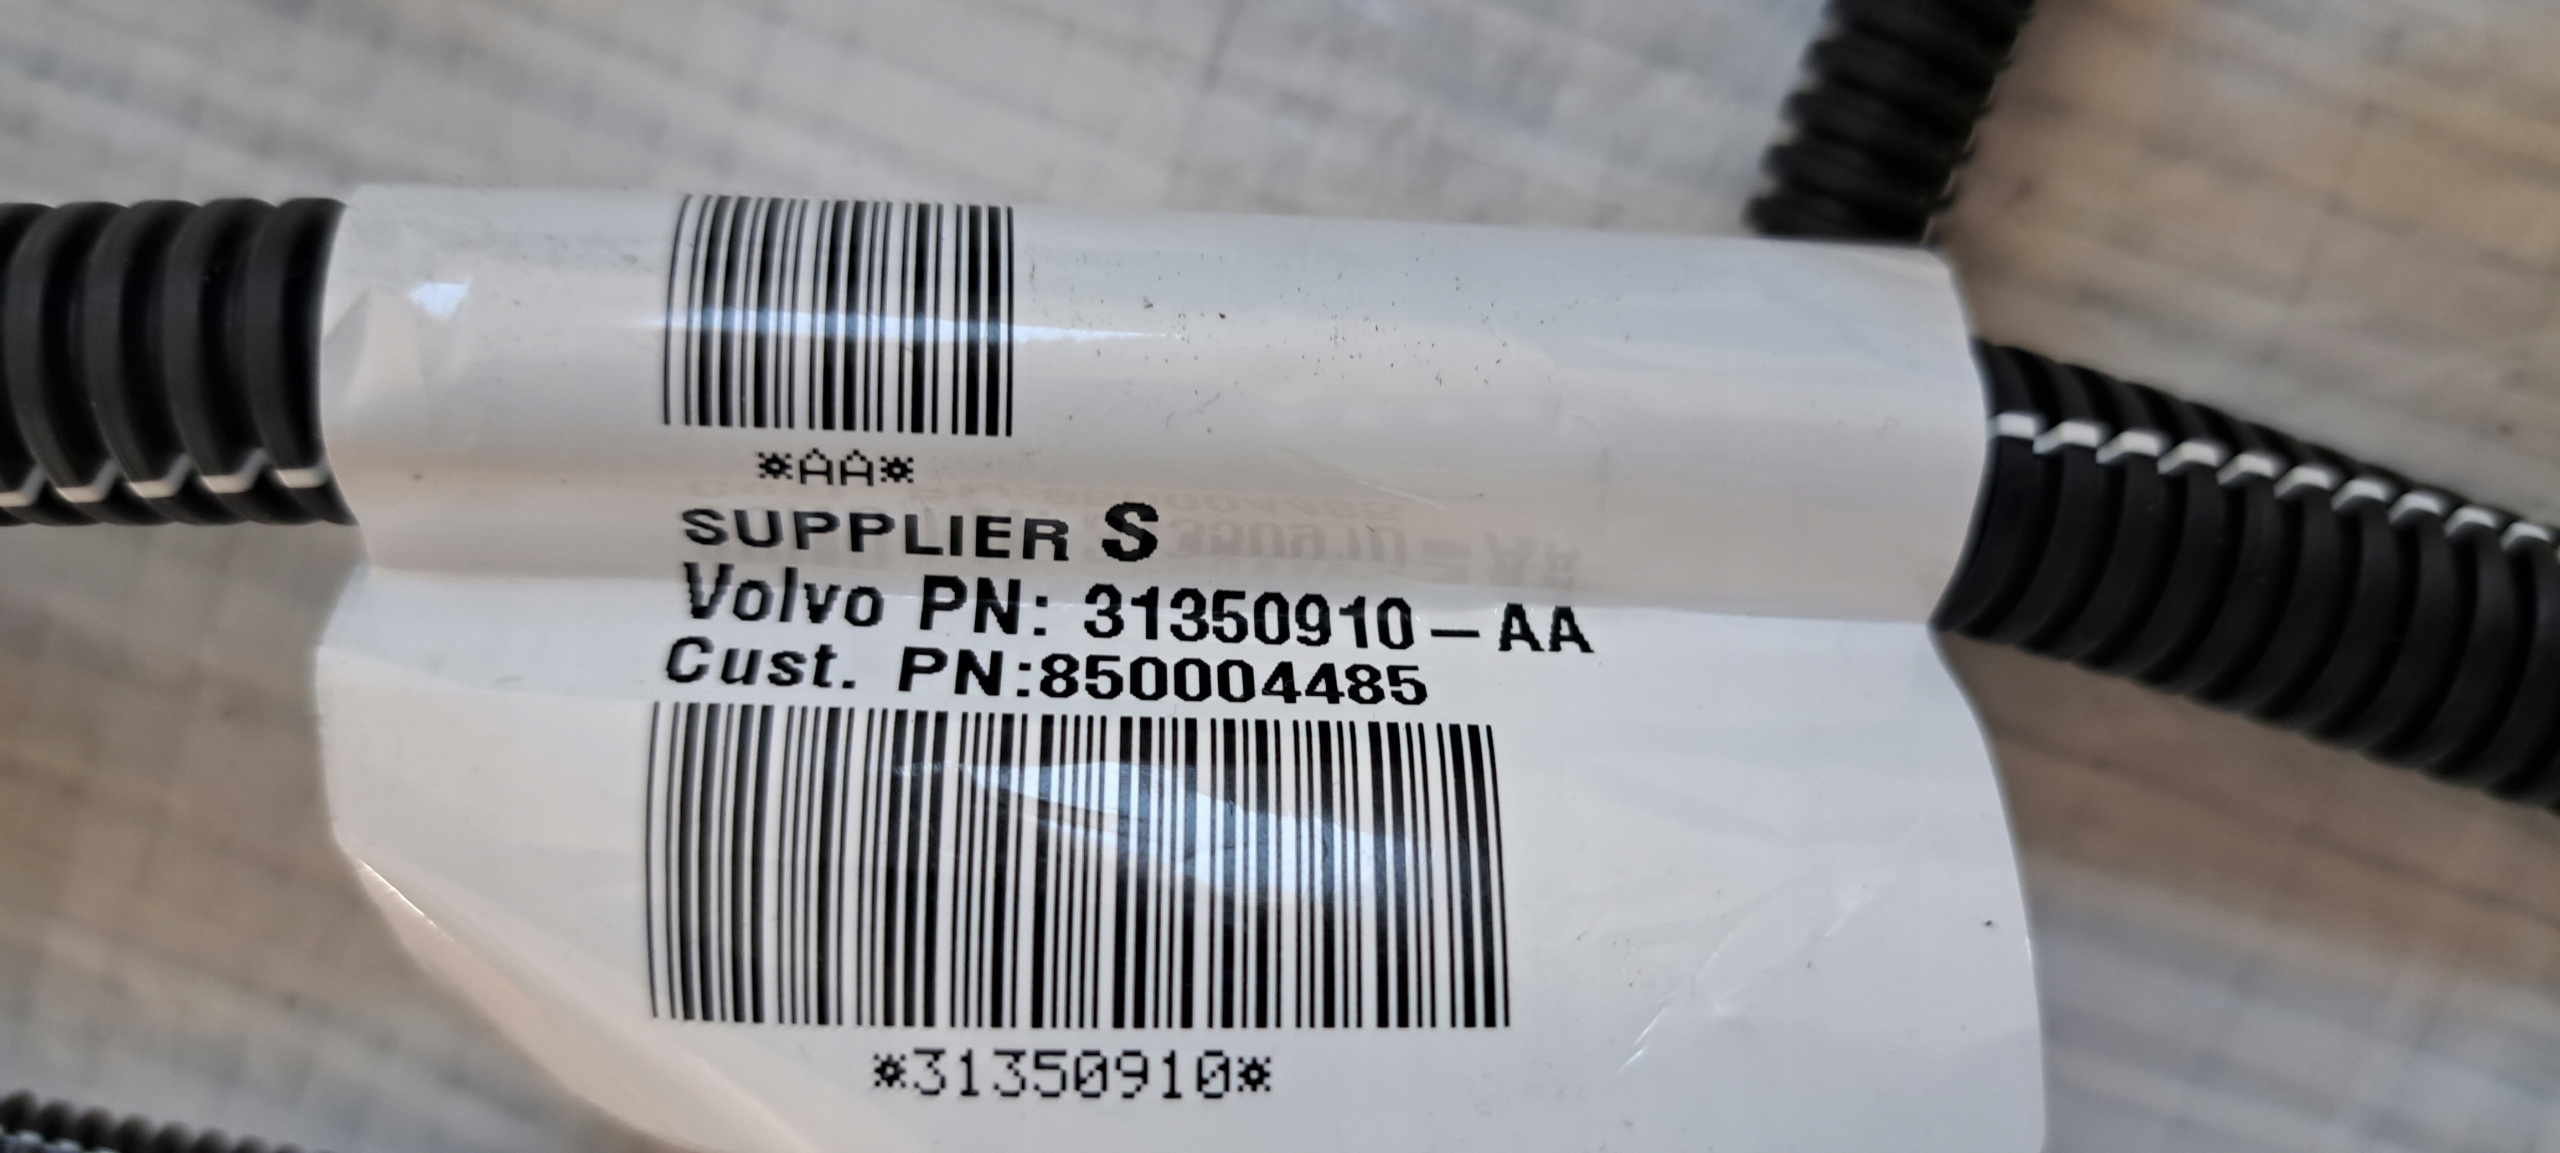 *AA*
SUPPLIER S
Volvo PN: 31350910-AA
Cust. PN:850004485
*31350910*